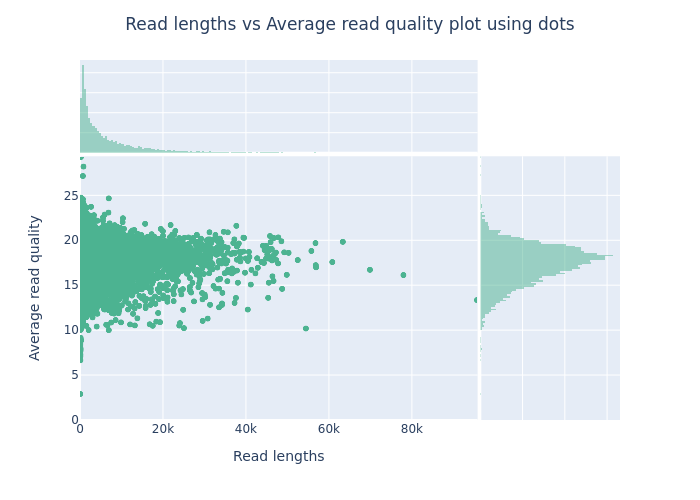 Read lengths vs Average read quality plot using dots
25
20
15
10
5
0
Average read quality
0
20k
40k
60k
80k
Read lengths